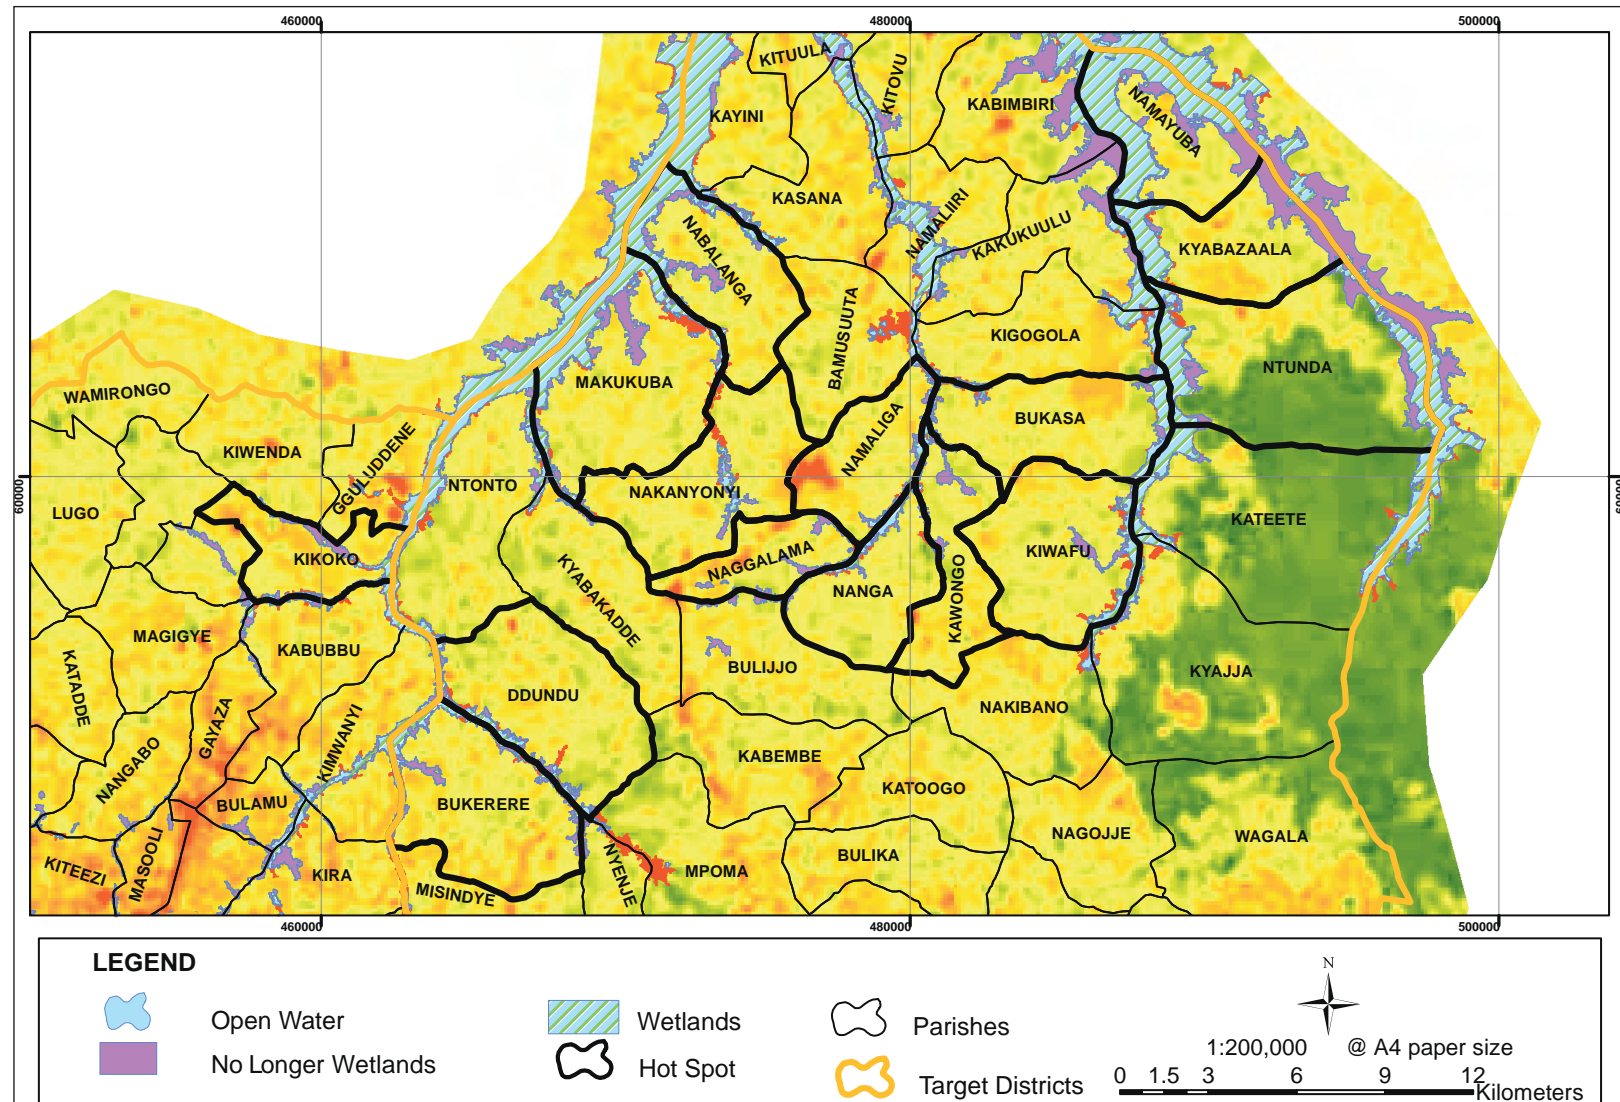 460000
480000
500000
KITUULA
KITOVU
KABIMBIRI
NAMAYUBA
KAYINI
KASANA
NAMALIIRI
KAKUKUULU
NABALANGA
KYABAZAALA
BAMUSUUTA
KIGOGOLA
NTUNDA
WAMIRONGO
MAKUKUBA
BUKASA
KIWENDA
GGULUDDENE
NAMALIGA
60000
60000
NTONTO
NAKANYONYI
LUGO
KATEETE
KIKOKO
NAGGALAMA
KIWAFU
KYABAKADDE
NANGA
KAWONGO
MAGIGYE
KABUBBU
BULIJJO
KYAJJA
KATADDE
DDUNDU
NAKIBANO
GAYAZA
KIMWANYI
KABEMBE
NANGABO
KATOOGO
BULAMU
BUKERERE
NAGOJJE
WAGALA
MASOOLI
BULIKA
KITEEZI
KIRA
MPOMA
NYENJE
MISINDYE
460000
480000
500000
LEGEND
N
Open Water
Wetlands
Parishes
No Longer Wetlands
Hot Spot
Target Districts
1:200,000 @ A4 paper size
0 1.5 3 6 9 12
Kilometers